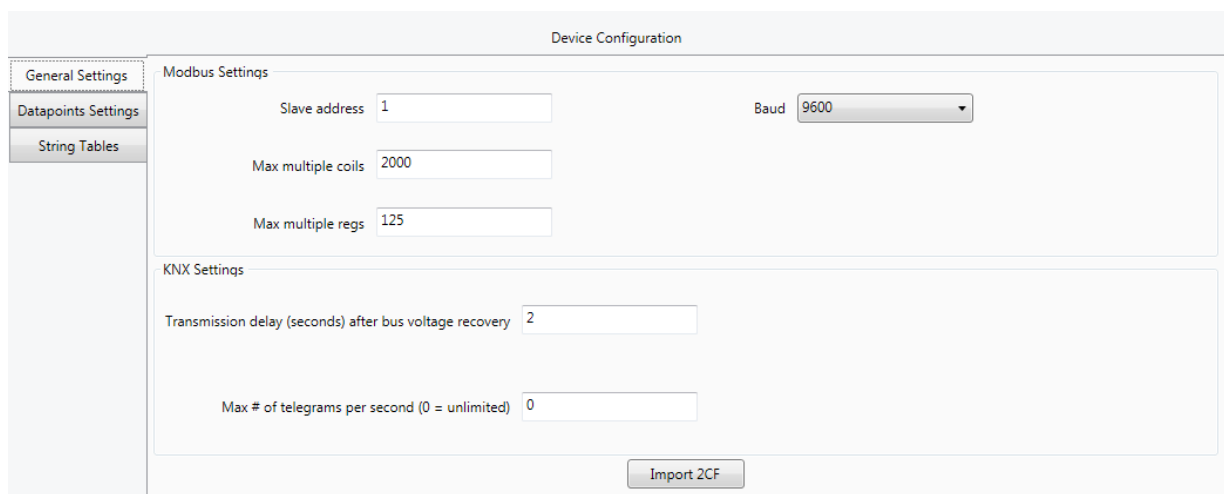 Device Configuration
General Settings
Datapoints Settings
String Tables
Modbus Settings
Slave address 1 Baud 9600
Max multiple coils 2000
Max multiple regs 125
KNX Settings
Transmission delay (seconds) after bus voltage recovery 2
Max # of telegrams per second (0 = unlimited) 0
Import 2CF